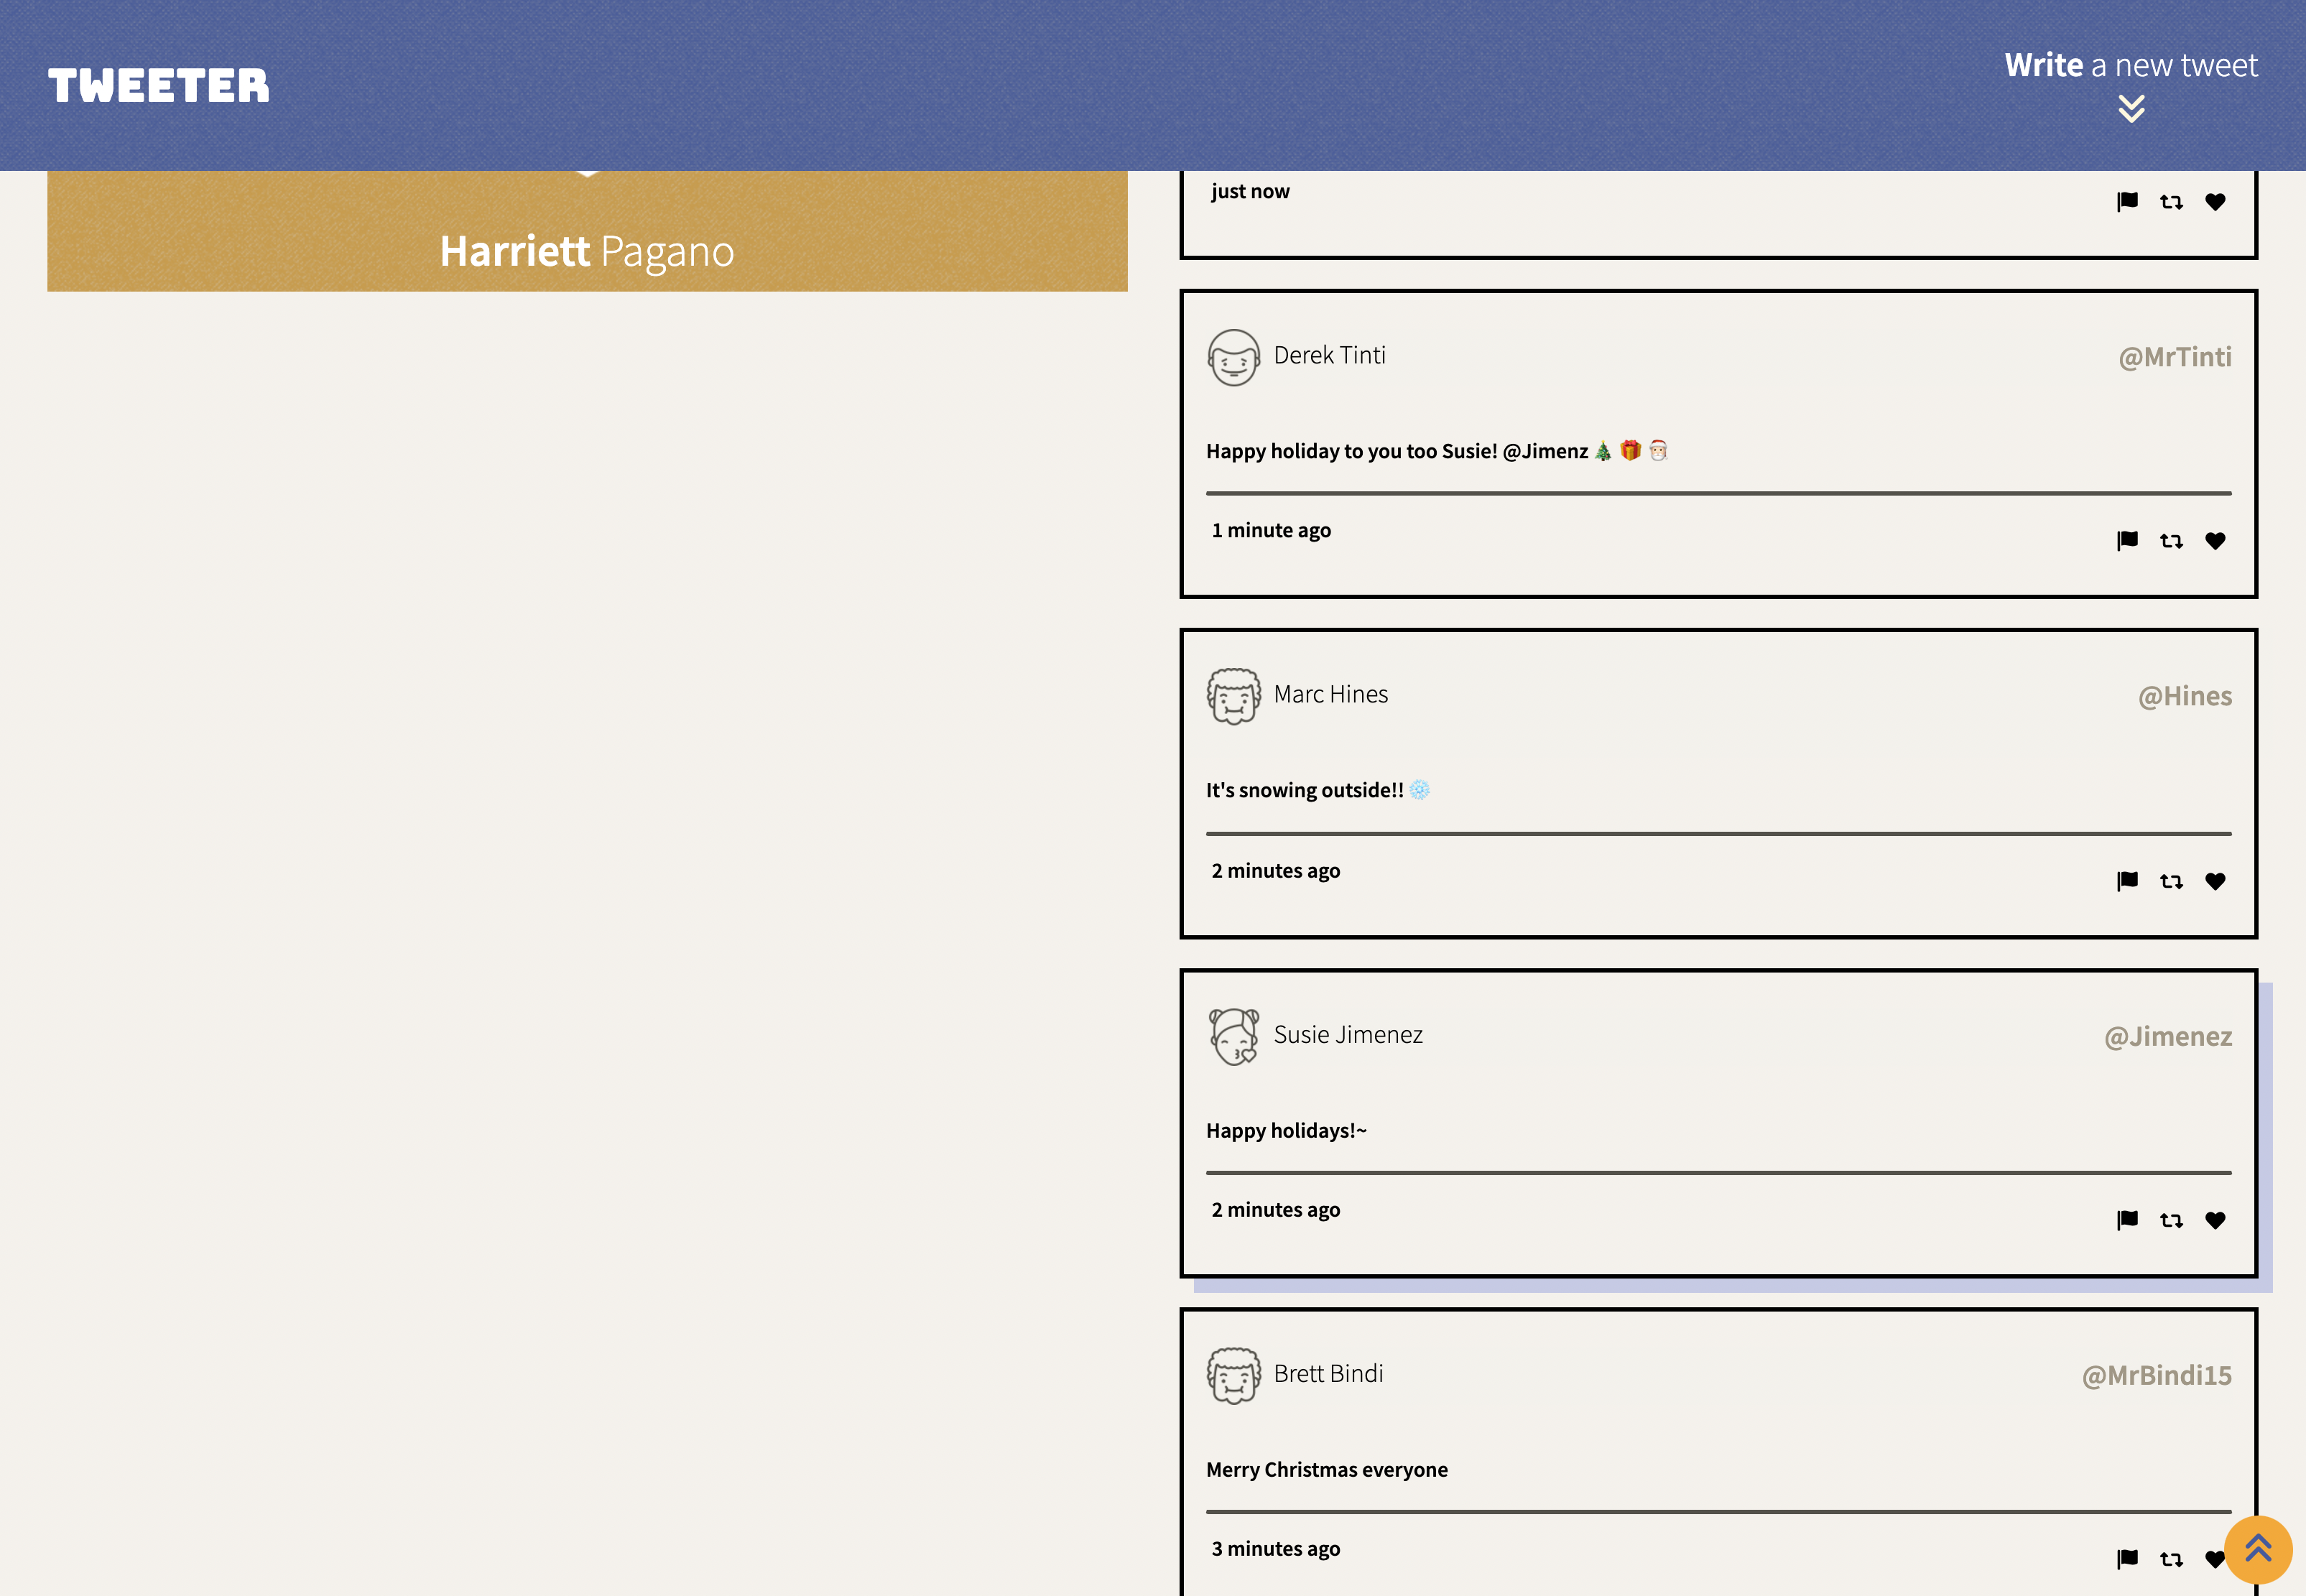 TWEETER
Write a new tweet
Harriett Pagano
just now
Derek Tinti
@MrTinti
Happy holiday to you too Susie! @Jimenz 🎄 🎁 🎅🏻
1 minute ago
Marc Hines
@Hines
It's snowing outside!! ❄️
2 minutes ago
Susie Jimenez
@Jimenez
Happy holidays!~
2 minutes ago
Brett Bindi
@MrBindi15
Merry Christmas everyone
3 minutes ago